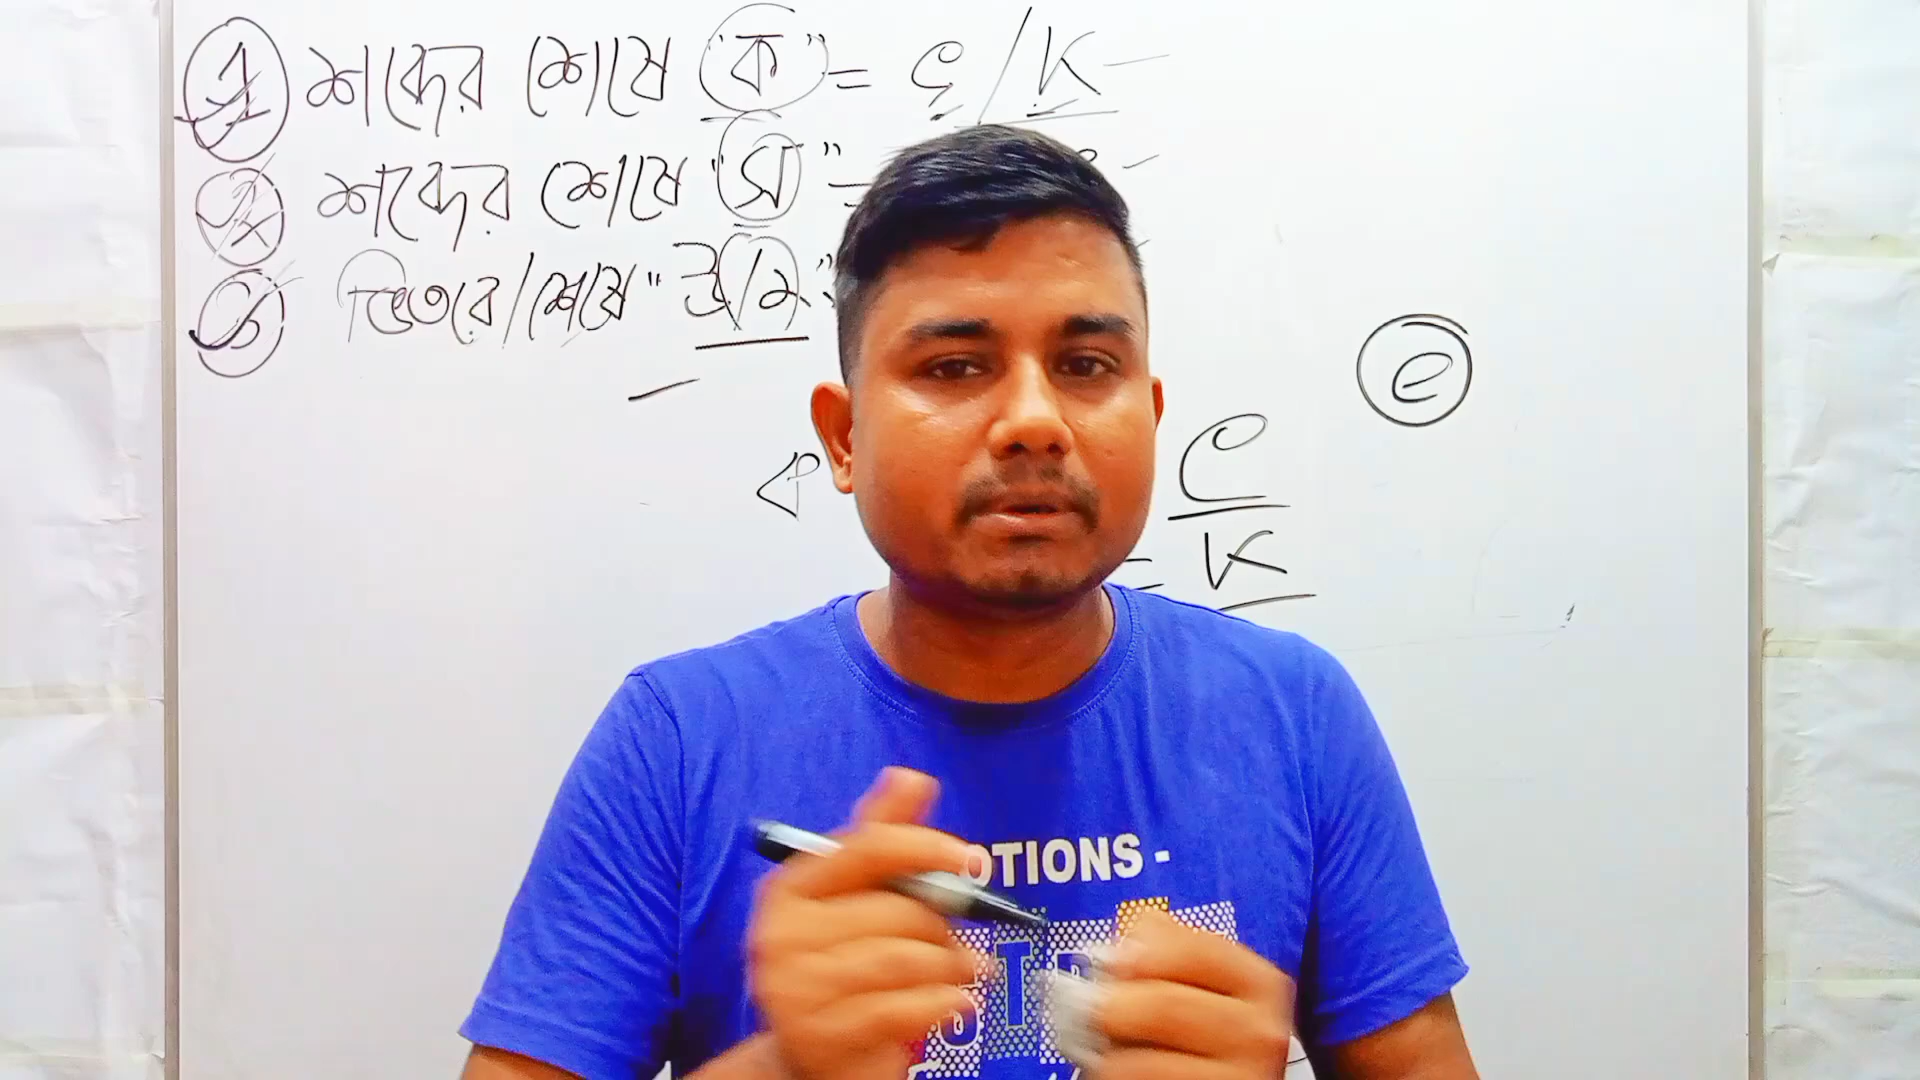 ১ শব্দের শেষে "ক" = c / K
২ শব্দের শেষে "স" =
৩ ভিতরে/শেষে "ঊ/
e
c
= K
OTIONS -